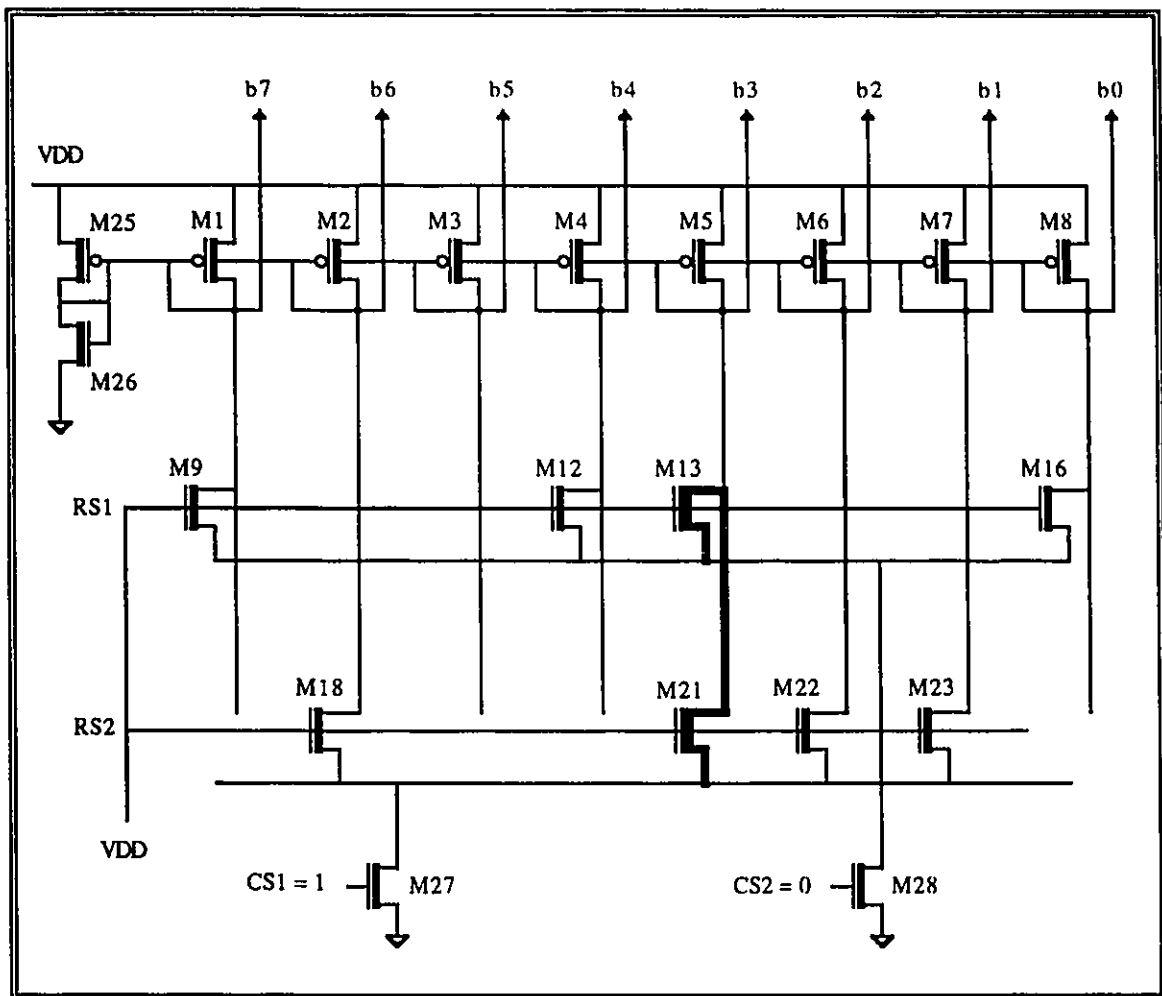 b7 b6 b5 b4 b3 b2 b1 b0
VDD
M25 M1 M2 M3 M4 M5 M6 M7 M8
M26
M9 M12 M13 M16
RS1
M18 M21 M22 M23
RS2
VDD
CS1 = 1 M27 CS2 = 0 M28